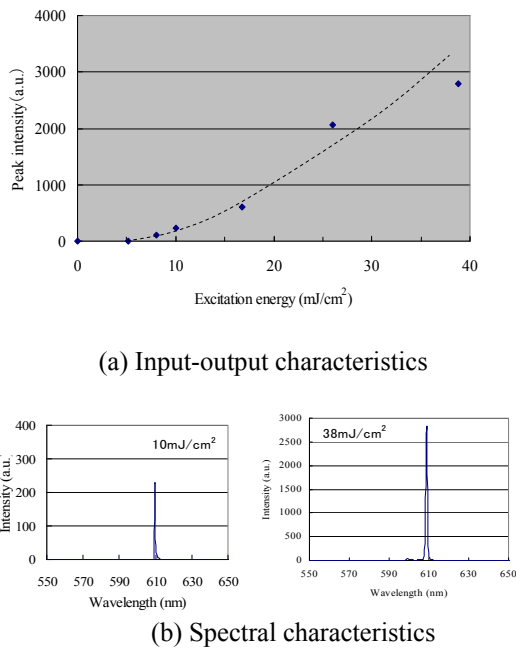 4000
3000
2000
1000
0
Peak intensity (a.u.)
0 10 20 30 40
Excitation energy (mJ/cm²)
(a) Input-output characteristics
400
300
200
100
0
Intensity (a.u.
10mJ/cm²
550 570 590 610 630 650
Wavelength (nm)
3000
2500
2000
1500
1000
500
0
Intensity (a.u.)
38mJ/cm²
550 570 590 610 630 650
Wavelength (nm)
(b) Spectral characteristics